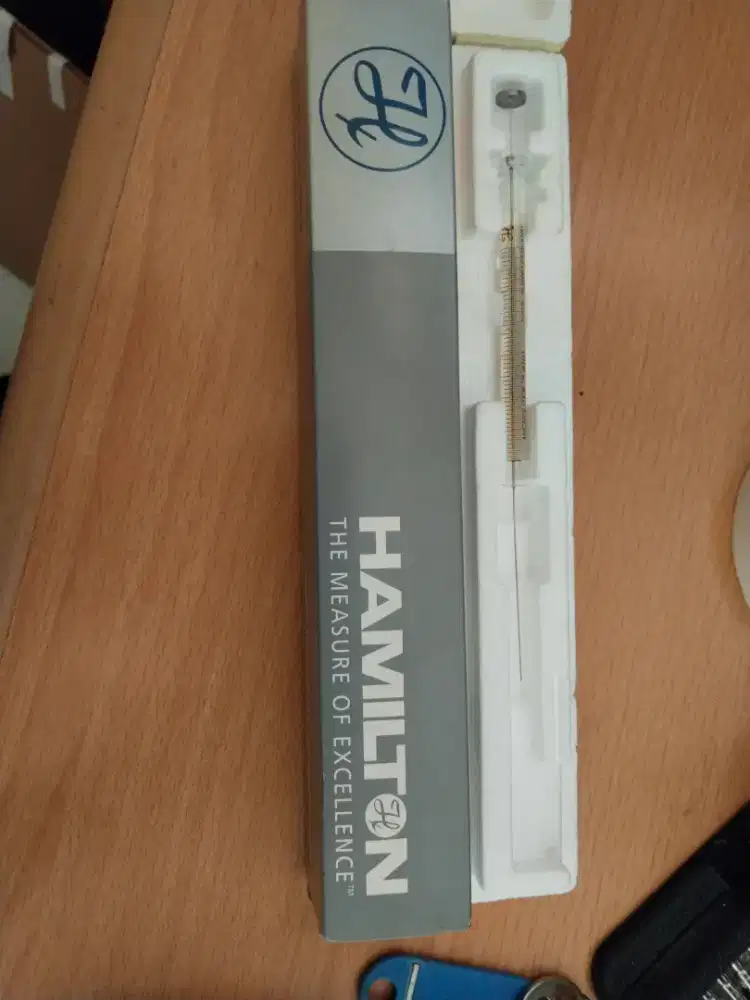 HAMILTON
THE MEASURE OF EXCELLENCE™